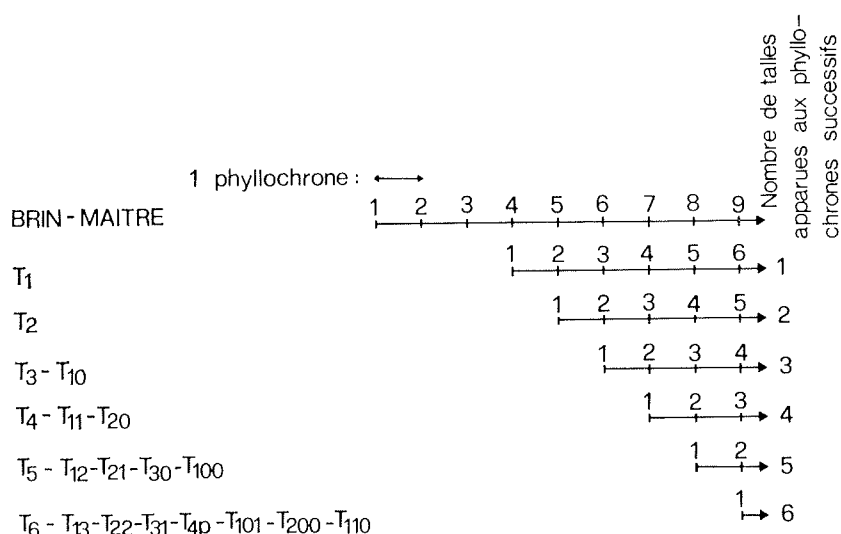 Nombre de talles
apparues aux phyllo-
chrones successifs
1 phyllochrone :
1 2 3 4 5 6 7 8 9
BRIN - MAITRE
1 2 3 4 5 6
T1 1
1 2 3 4 5
T2 2
1 2 3 4
T3 - T10 3
1 2 3
T4 - T11 - T20 4
1 2
T5 - T12 - T21 - T30 - T100 5
1
T6 - T13 - T22 - T31 - T4p - T101 - T200 - T110 6